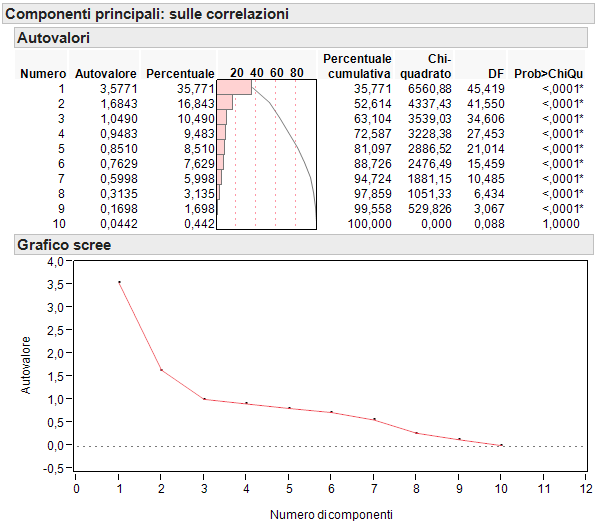 Componenti principali: sulle correlazioni
Autovalori
Percentuale Chi-
Numero Autovalore Percentuale 20 40 60 80 cumulativa quadrato DF Prob>ChiQu
1 3,5771 35,771 35,771 6560,88 45,419 <,0001*
2 1,6843 16,843 52,614 4337,43 41,550 <,0001*
3 1,0490 10,490 63,104 3539,03 34,606 <,0001*
4 0,9483 9,483 72,587 3228,38 27,453 <,0001*
5 0,8510 8,510 81,097 2886,52 21,014 <,0001*
6 0,7629 7,629 88,726 2476,49 15,459 <,0001*
7 0,5998 5,998 94,724 1881,15 10,485 <,0001*
8 0,3135 3,135 97,859 1051,33 6,434 <,0001*
9 0,1698 1,698 99,558 529,826 3,067 <,0001*
10 0,0442 0,442 100,000 0,000 0,088 1,0000
Grafico scree
4,0
3,5
3,0
2,5
2,0
1,5
1,0
0,5
0,0
-0,5
Autovalore
0 1 2 3 4 5 6 7 8 9 10 11 12
Numero di componenti